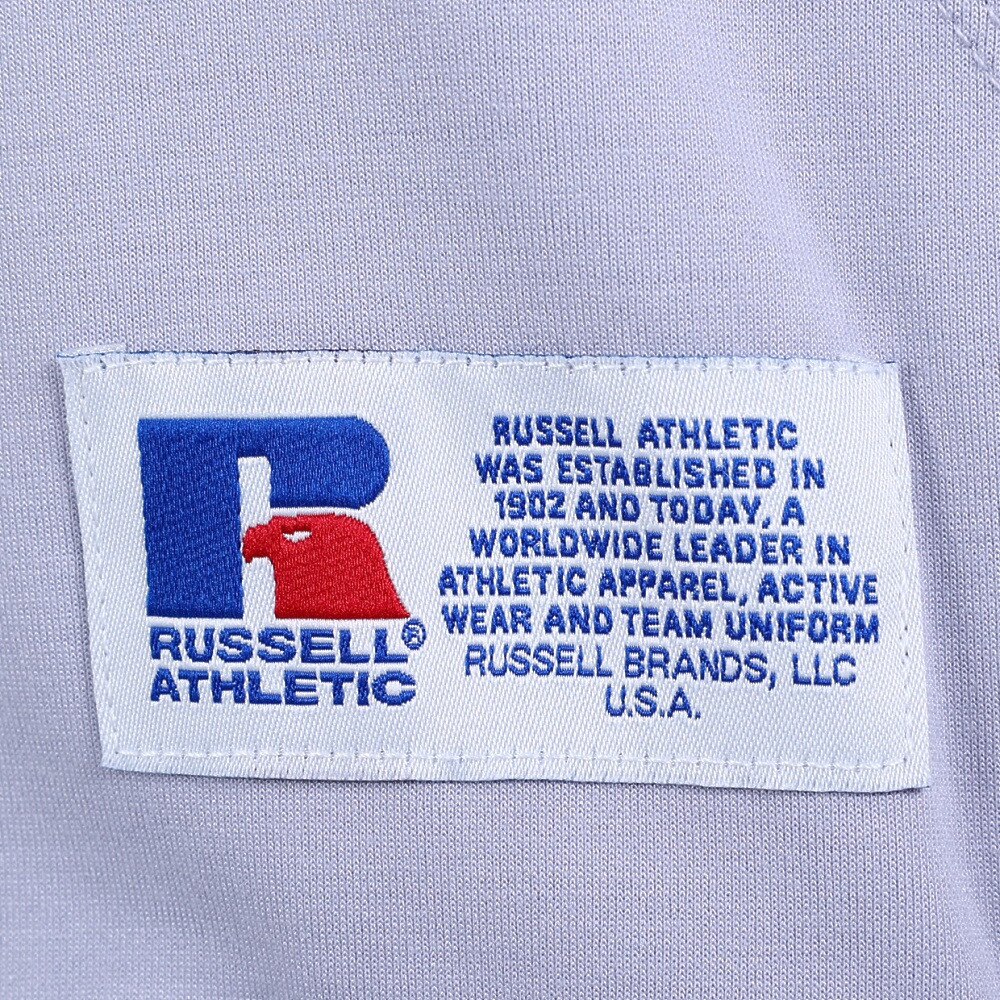 RUSSELL®
ATHLETIC
RUSSELL ATHLETIC
WAS ESTABLISHED IN
1902 AND TODAY, A
WORLDWIDE LEADER IN
ATHLETIC APPAREL, ACTIVE
WEAR AND TEAM UNIFORM
RUSSELL BRANDS, LLC
U.S.A.